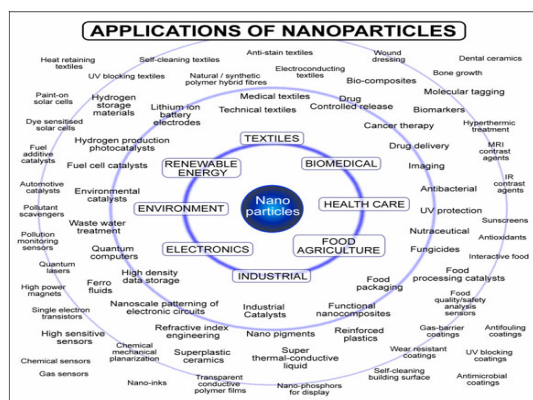 APPLICATIONS OF NANOPARTICLES
Anti-stain textiles
Wound
dressing
Heat retaining
textiles
Self-cleaning textiles
Dental ceramics
Electroconducting
textiles
UV blocking textiles
Natural / synthetic
polymer hybrid fibres
Bone growth
Bio-composites
Molecular tagging
Paint-on
solar cells
Hydrogen
storage
materials
Lithium ion
battery
electrodes
Medical textiles
Technical textiles
Drug
Controlled release
Biomarkers
Dye sensitised
solar cells
Cancer therapy
Hyperthermic
treatment
TEXTILES
Hydrogen production
photocatalysts
Drug delivery
MRI
contrast
agents
Fuel
additive
catalysts
Fuel cell catalysts
RENEWABLE
ENERGY
BIOMEDICAL
Imaging
IR
contrast
agents
Automotive
catalysts
Environmental
catalysts
Antibacterial
Nano
particles
Pollutant
scavengers
ENVIRONMENT
HEALTH CARE
UV protection
Sunscreens
Waste water
treatment
Nutraceutical
Antioxidants
Pollution
monitoring
sensors
Quantum
computers
ELECTRONICS
FOOD
AGRICULTURE
Fungicides
Interactive food
Quantum
lasers
High density
data storage
INDUSTRIAL
Food
packaging
Food
processing catalysts
High power
magnets
Ferro
fluids
Food
quality/safety
analysis
sensors
Single electron
transistors
Nanoscale patterning of
electronic circuits
Industrial
Catalysts
Functional
nanocomposites
High sensitive
sensors
Refractive index
engineering
Nano pigments
Reinforced
plastics
Gas-barrier
coatings
Antifouling
coatings
Chemical
mechanical
planarization
Superplastic
ceramics
Super
thermal-conductive
liquid
Wear resistant
coatings
UV blocking
coatings
Chemical sensors
Gas sensors
Self-cleaning
building surface
Antimicrobial
coatings
Nano-inks
Transparent
conductive
polymer films
Nano-phosphors
for display